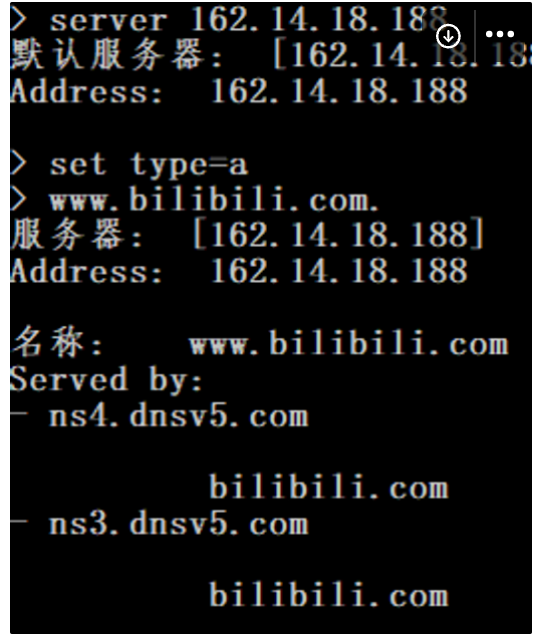 > server 162.14.18.188
默认服务器:  [162.14.18.188
Address:  162.14.18.188
> set type=a
> www.bilibili.com.
服务器:  [162.14.18.188]
Address:  162.14.18.188
名称:    www.bilibili.com
Served by:
- ns4.dnsv5.com
bilibili.com
- ns3.dnsv5.com
bilibili.com